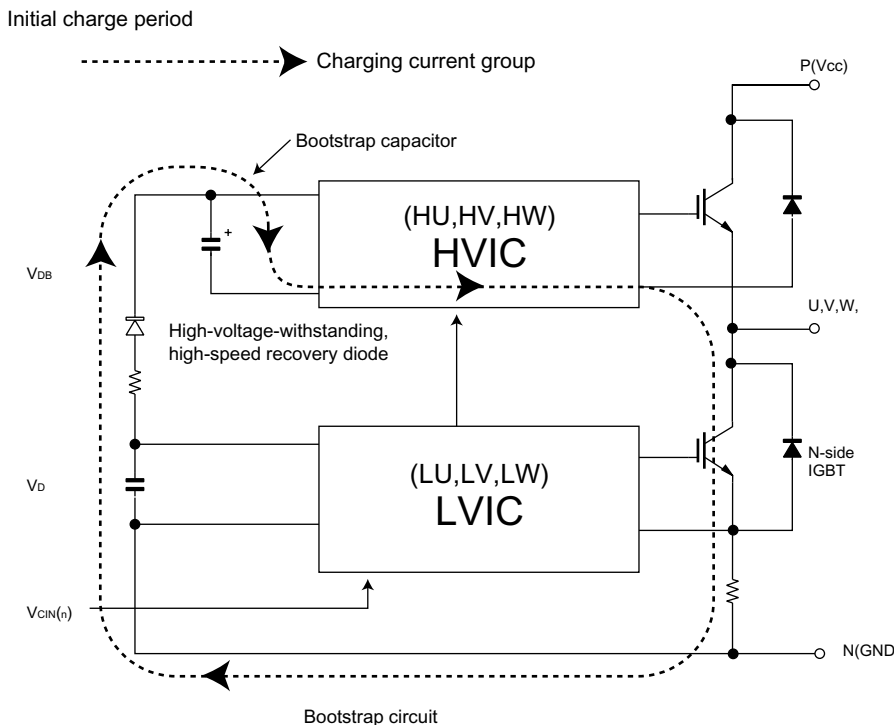 Initial charge period
Charging current group
P(Vcc)
Bootstrap capacitor
+
(HU,HV,HW)
HVIC
VDB
U,V,W,
High-voltage-withstanding,
high-speed recovery diode
(LU,LV,LW)
LVIC
N-side
IGBT
VD
VCIN(n)
N(GND
Bootstrap circuit